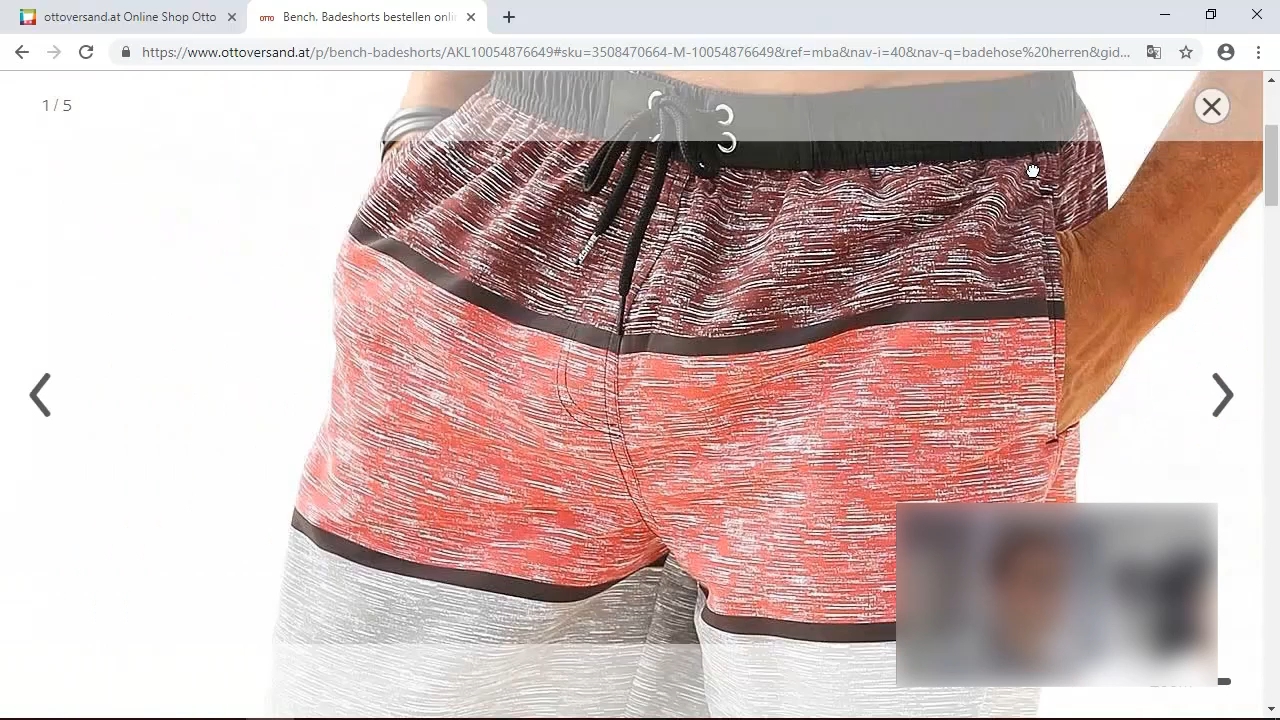 ottoversand.at Online Shop Otto
OTTO
Bench. Badeshorts bestellen onli
https://www.ottoversand.at/p/bench-badeshorts/AKL10054876649#sku=3508470664-M-10054876649&ref=mba&nav-i=40&nav-q=badehose%20herren&gid...
1 / 5